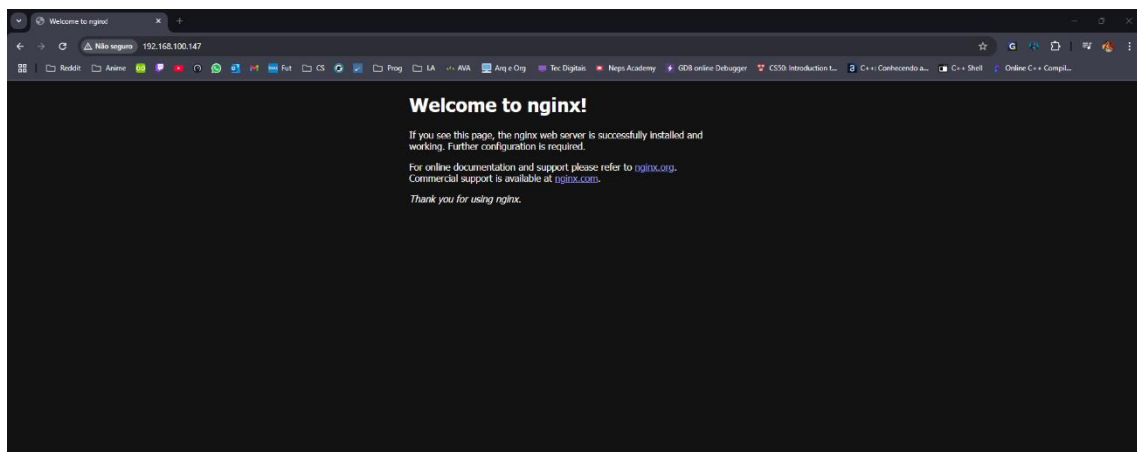 Welcome to nginx!
Não seguro 192.168.100.147
Reddit Anime GO Fut CS Prog LA AVA Arq e Org Tec Digitais Neps Academy GDB online Debugger CS50: Introduction t... C++: Conhecendo a... C++ Shell Online C++ Compil...
Welcome to nginx!
If you see this page, the nginx web server is successfully installed and
working. Further configuration is required.
For online documentation and support please refer to nginx.org.
Commercial support is available at nginx.com.
Thank you for using nginx.